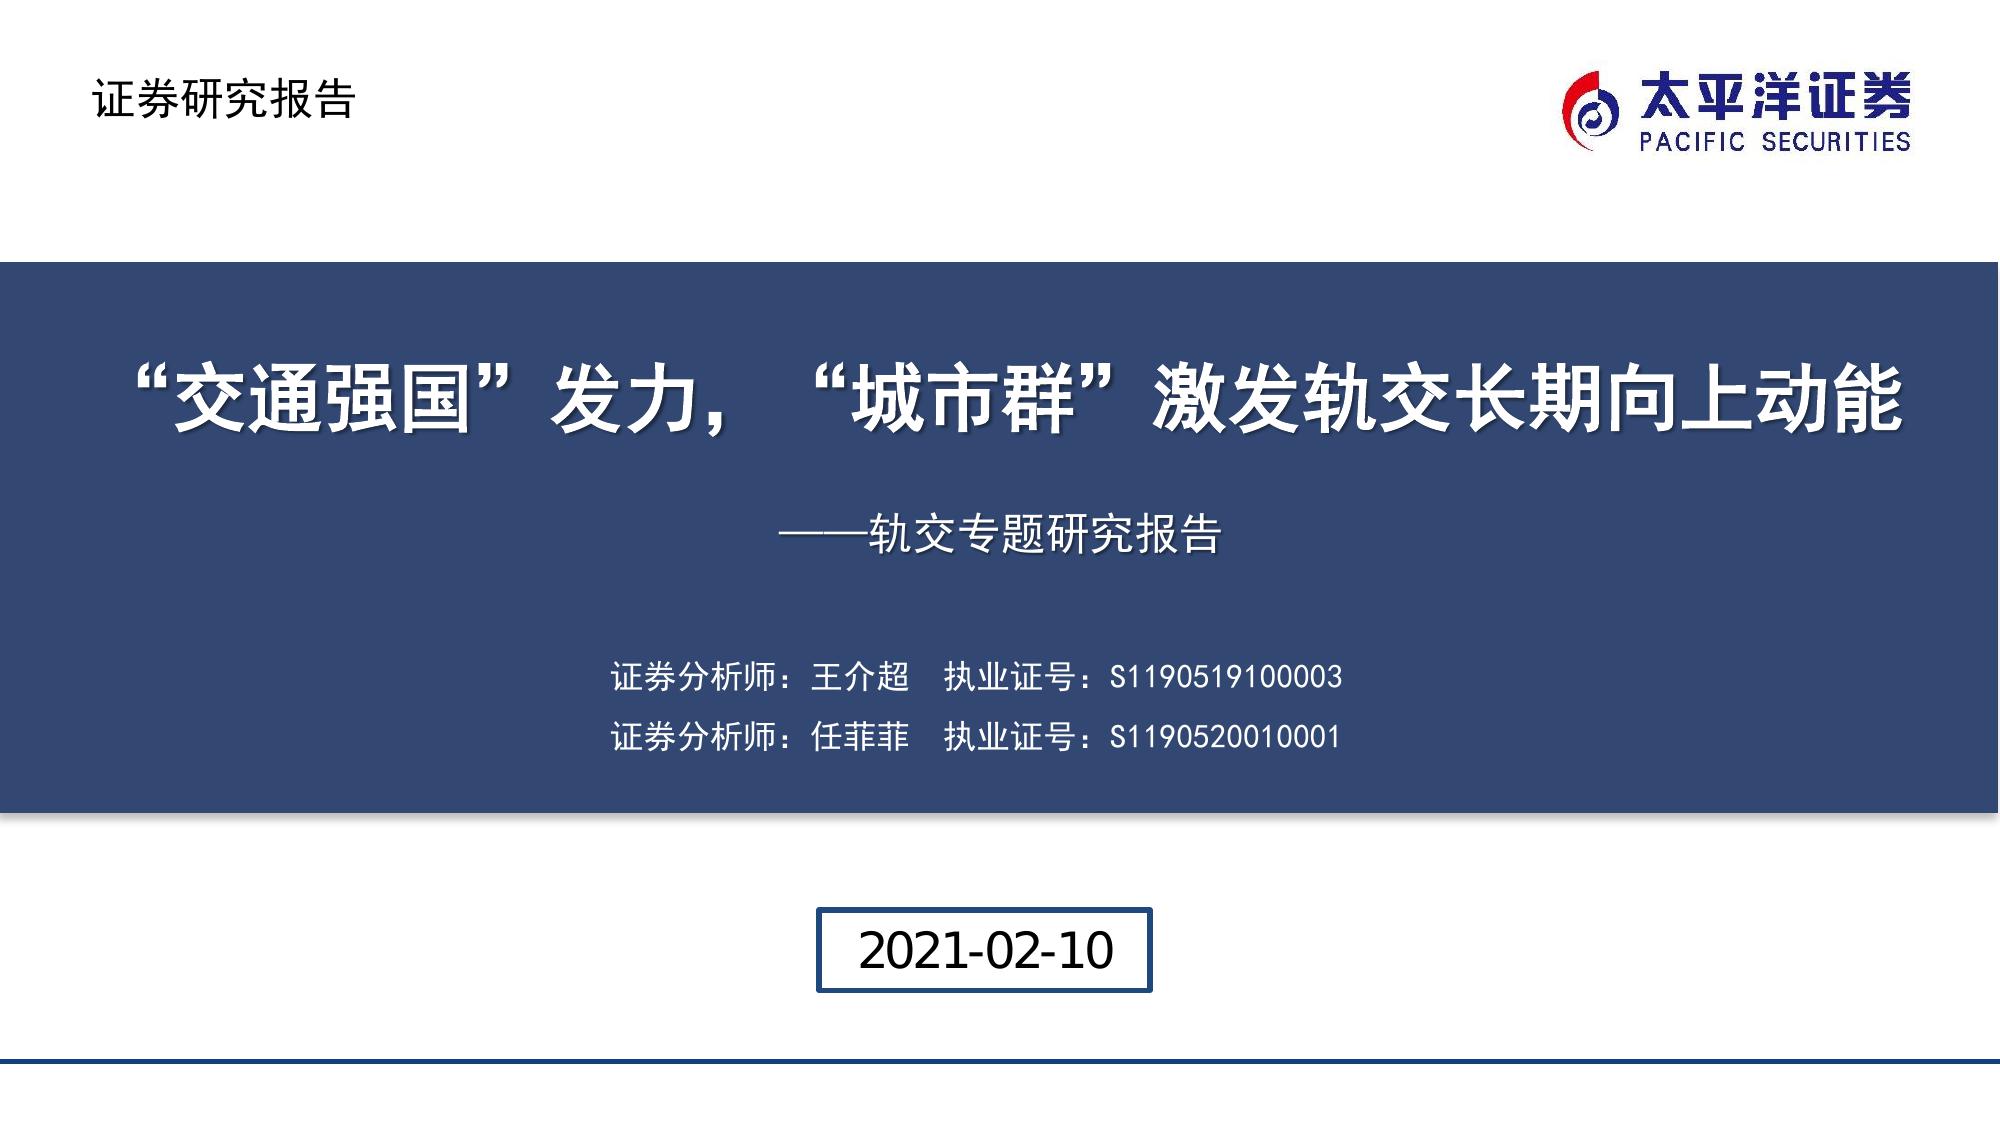 证券研究报告
太平洋证券
PACIFIC SECURITIES
“交通强国”发力，“城市群”激发轨交长期向上动能
——轨交专题研究报告
证券分析师：王介超 执业证号：S1190519100003
证券分析师：任菲菲 执业证号：S1190520010001
2021-02-10